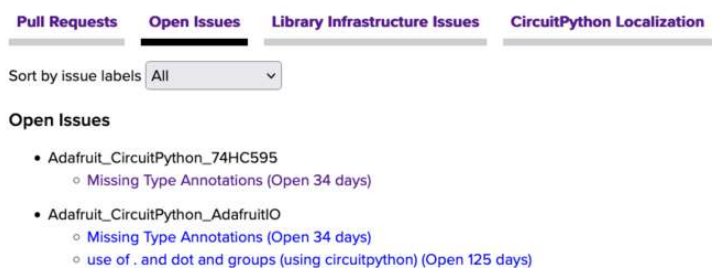 Pull Requests Open Issues Library Infrastructure Issues CircuitPython Localization
Sort by issue labels All
Open Issues
Adafruit_CircuitPython_74HC595
Missing Type Annotations (Open 34 days)
Adafruit_CircuitPython_AdafruitIO
Missing Type Annotations (Open 34 days)
use of . and dot and groups (using circuitpython) (Open 125 days)